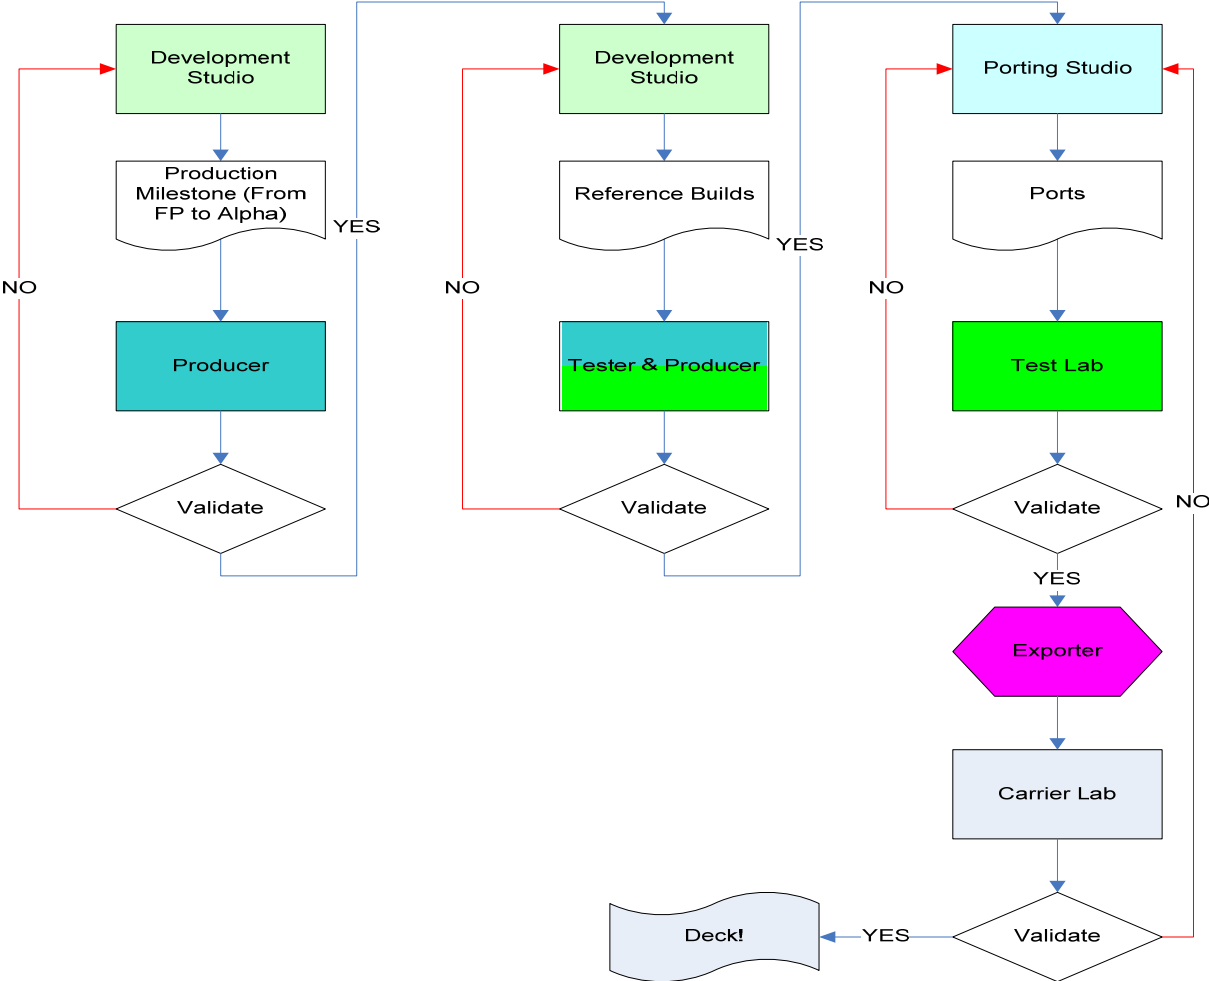 Development
Studio
Production
Milestone (From
FP to Alpha)
YES
NO
Producer
Validate
Development
Studio
Reference Builds
YES
NO
Tester & Producer
Validate
Porting Studio
Ports
NO
Test Lab
Validate
NO
YES
Exporter
Carrier Lab
Validate
YES
Deck!